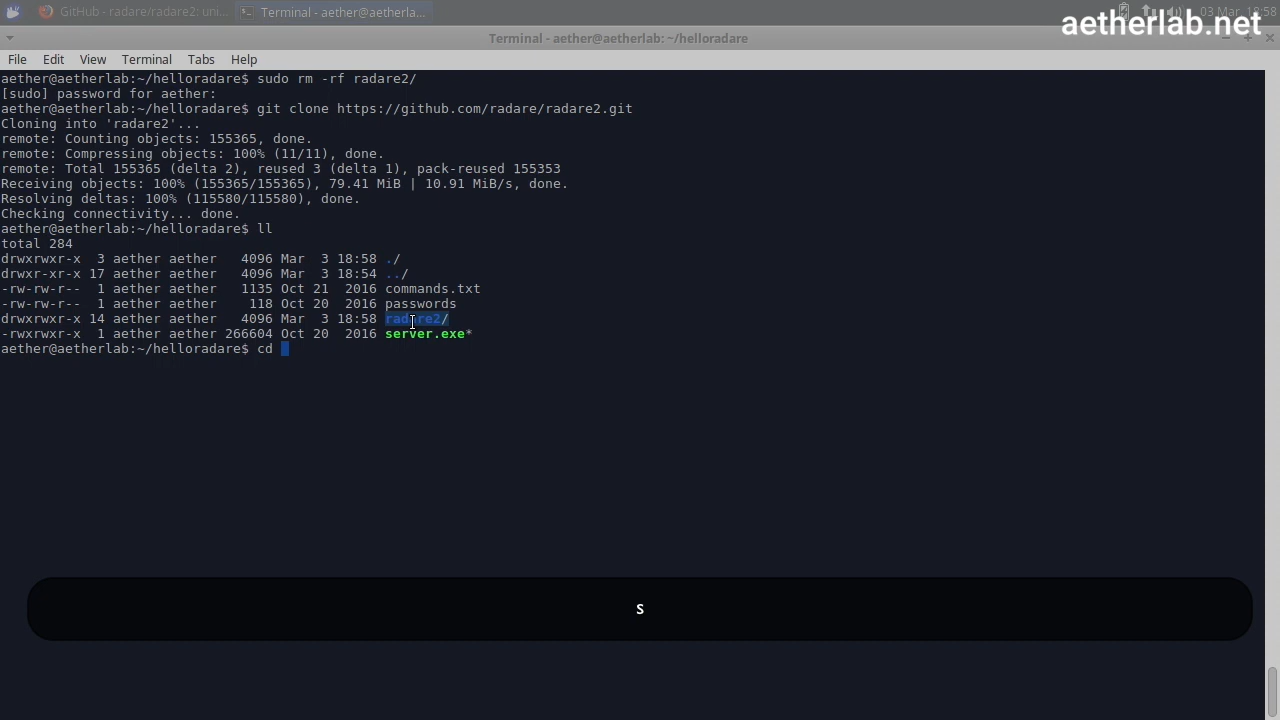 GitHub - radare/radare2: uni...
Terminal - aether@aetherla...
03 Mar, 18:58
aetherlab.net
Terminal - aether@aetherlab: ~/helloradare
File Edit View Terminal Tabs Help
aether@aetherlab:~/helloradare$ sudo rm -rf radare2/
[sudo] password for aether:
aether@aetherlab:~/helloradare$ git clone https://github.com/radare/radare2.git
Cloning into 'radare2'...
remote: Counting objects: 155365, done.
remote: Compressing objects: 100% (11/11), done.
remote: Total 155365 (delta 2), reused 3 (delta 1), pack-reused 155353
Receiving objects: 100% (155365/155365), 79.41 MiB | 10.91 MiB/s, done.
Resolving deltas: 100% (115580/115580), done.
Checking connectivity... done.
aether@aetherlab:~/helloradare$ ll
total 284
drwxrwxr-x  3 aether aether   4096 Mar  3 18:58 ./
drwxr-xr-x 17 aether aether   4096 Mar  3 18:54 ../
-rw-rw-r--  1 aether aether   1135 Oct 21  2016 commands.txt
-rw-rw-r--  1 aether aether    118 Oct 20  2016 passwords
drwxrwxr-x 14 aether aether   4096 Mar  3 18:58 radare2/
-rwxrwxr-x  1 aether aether 266604 Oct 20  2016 server.exe*
aether@aetherlab:~/helloradare$ cd
S